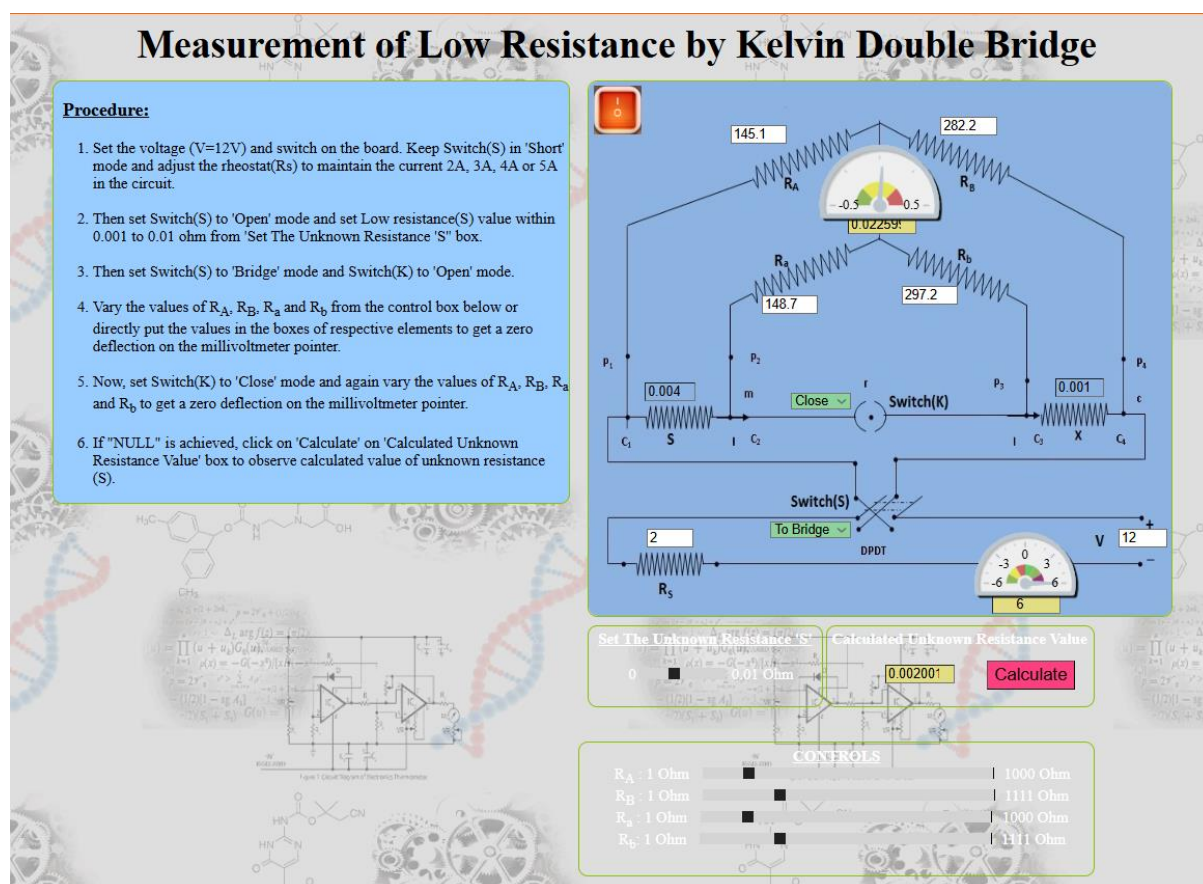 Measurement of Low Resistance by Kelvin Double Bridge
Procedure:
1. Set the voltage (V=12V) and switch on the board. Keep Switch(S) in 'Short'
mode and adjust the rheostat(Rs) to maintain the current 2A, 3A, 4A or 5A
in the circuit.
2. Then set Switch(S) to 'Open' mode and set Low resistance(S) value within
0.001 to 0.01 ohm from 'Set The Unknown Resistance 'S'' box.
3. Then set Switch(S) to 'Bridge' mode and Switch(K) to 'Open' mode.
4. Vary the values of RA, RB, Ra and Rb from the control box below or
directly put the values in the boxes of respective elements to get a zero
deflection on the millivoltmeter pointer.
5. Now, set Switch(K) to 'Close' mode and again vary the values of RA, RB, Ra
and Rb to get a zero deflection on the millivoltmeter pointer.
6. If "NULL" is achieved, click on 'Calculate' on 'Calculated Unknown
Resistance Value' box to observe calculated value of unknown resistance
(S).
I
O
145.1
282.2
RA
RB
-0.5
0.5
0.02259
Ra
Rb
148.7
297.2
P1
P2
P3
P4
0.004
m
r
0.001
Close
Switch(K)
ε
C1
S
I
C2
I
C3
X
C4
Switch(S)
To Bridge
DPDT
2
RS
V
12
+
−
-6
-3
0
3
6
6
Set The Unknown Resistance 'S'
0
0.01 Ohm
Calculated Unknown Resistance Value
0.002001
Calculate
CONTROLS
RA : 1 Ohm
1000 Ohm
RB : 1 Ohm
1111 Ohm
Ra : 1 Ohm
1000 Ohm
Rb: 1 Ohm
1111 Ohm
H3C
OH
CH3